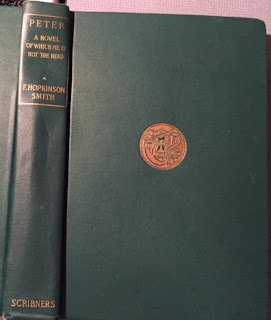 PETER
A NOVEL
OF WHICH HE IS
NOT THE HERO
F. HOPKINSON
SMITH
SCRIBNERS